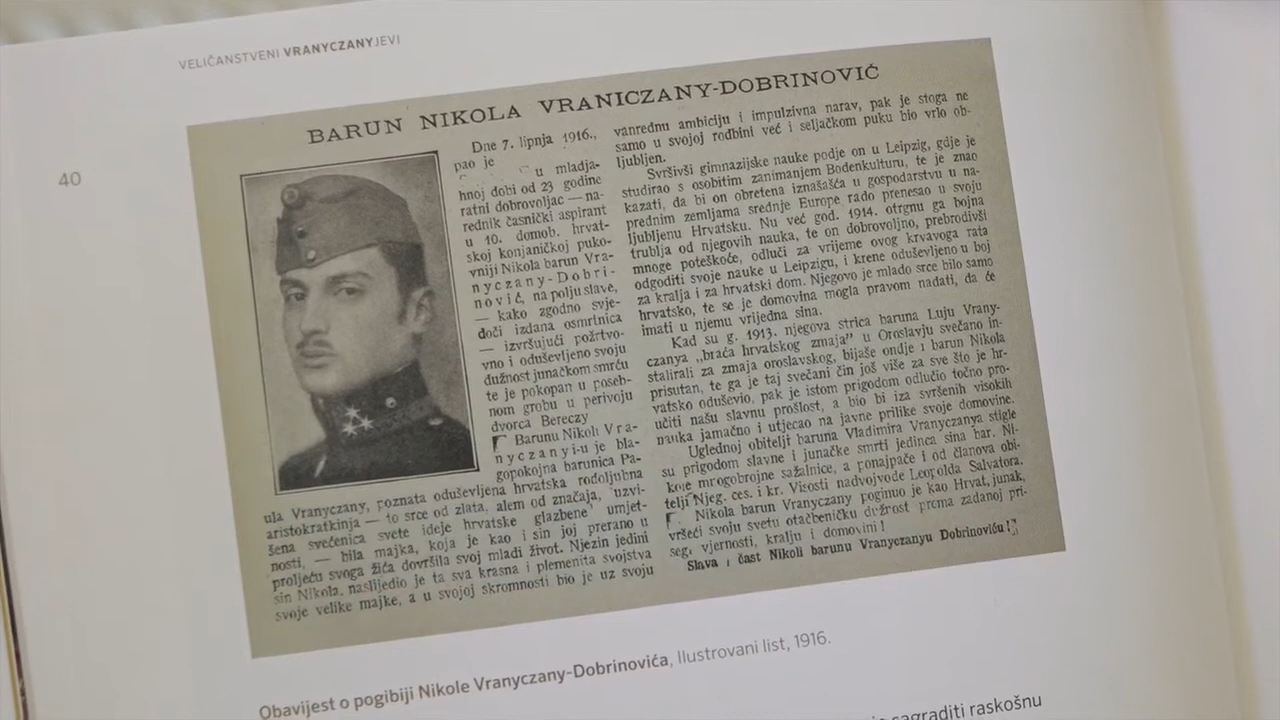 VELIČANSTVENI VRANYCZANYJEVI
40
BARUN NIKOLA VRANICZANY-DOBRINOVIĆ
Dne 7. lipnja 1916.,
pao je
u mladja-
hnoj dobi od 23 godine
ratni dobrovoljac — na-
rednik časnički aspirant
u 10. domob. hrvat-
skoj konjaničkoj puko-
vniji Nikola barun Vra-
nyczany-Dobri-
nović, na polju slave,
— kako zgodno svje-
doči izdana osmrtnica
— izvršujući požrtvo-
vno i oduševljeno svoju
dužnost junačkom smrću
te je pokopan u poseb-
nom grobu u perivoju
dvorca Bereczy
Barunu Nikoli Vra-
nyczanyi-u je bla-
gopokojna barunica Pa-
ula Vranyczany, poznata oduševljena hrvatska rodoljubna
aristokratkinja — to srce od zlata, alem od značaja, uzvi-
šena svećenica svete ideje hrvatske glazbene umjet-
nosti, — bila majka, koja je kao i sin joj prerano u
proljeću svoga žića dovršila svoj mladi život. Njezin jedini
sin Nikola, naslijedio je ta sva krasna i plemenita svojstva
svoje velike majke, a u svojoj skromnosti bio je uz svoju
vanrednu ambiciju i impulzivna narav, pak je stoga ne
samo u svojoj rodbini već i seljačkom puku bio vrlo ob-
ljubljen.
Svršivši gimnazijske nauke podje on u Leipzig, gdje je
studirao s osobitim zanimanjem Bodenkulturu, te je znao
kazati, da bi on obretena iznašašća u gospodarstvu u na-
prednim zemljama srednje Europe rado prenesao u svoju
ljubljenu Hrvatsku. Nu već god. 1914. otrgnu ga bojna
trublja od njegovih nauka, te on dobrovoljno, prebrodivši
mnoge poteškoće, odluči za vrijeme ovog krvavoga rata
odgoditi svoje nauke u Leipzigu, i krene oduševljeno u boj
za kralja i za hrvatski dom. Njegovo je mlado srce bilo samo
hrvatsko, te se je domovina mogla pravom nadati, da će
imati u njemu vrijedna sina.
Kad su g. 1913. njegova strica baruna Luju Vrany-
czanya „braća hrvatskog zmaja” u Oroslavju svečano in-
stalirali za zmaja oroslavskog, bijaše ondje i barun Nikola
prisutan, te ga je taj svečani čin još više za sve što je hr-
vatsko oduševio, pak je istom prigodom odlučio točno pro-
učiti našu slavnu prošlost, a bio bi iza svršenih visokih
nauka jamačno i utjecao na javne prilike svoje domovine.
Uglednoj obitelji baruna Vladimira Vranyczanya stigle
su prigodom slavne i junačke smrti jedinca sina bar. Ni-
kole mnogobrojne sažalnice, a ponajpače i od članova obi-
telji Njeg. ces. i kr. Visosti nadvojvode Leopolda Salvatora.
Nikola barun Vranyczany poginuo je kao Hrvat, junak,
vršeći svoju svetu otačbeničku dužnost prema zadanoj pri-
segi vjernosti, kralju i domovini!
Slava i čast Nikoli barunu Vranyczanyu Dobrinoviću!
Obavijest o pogibiji Nikole Vranyczany-Dobrinovića, Ilustrovani list, 1916.
sagraditi raskošnu